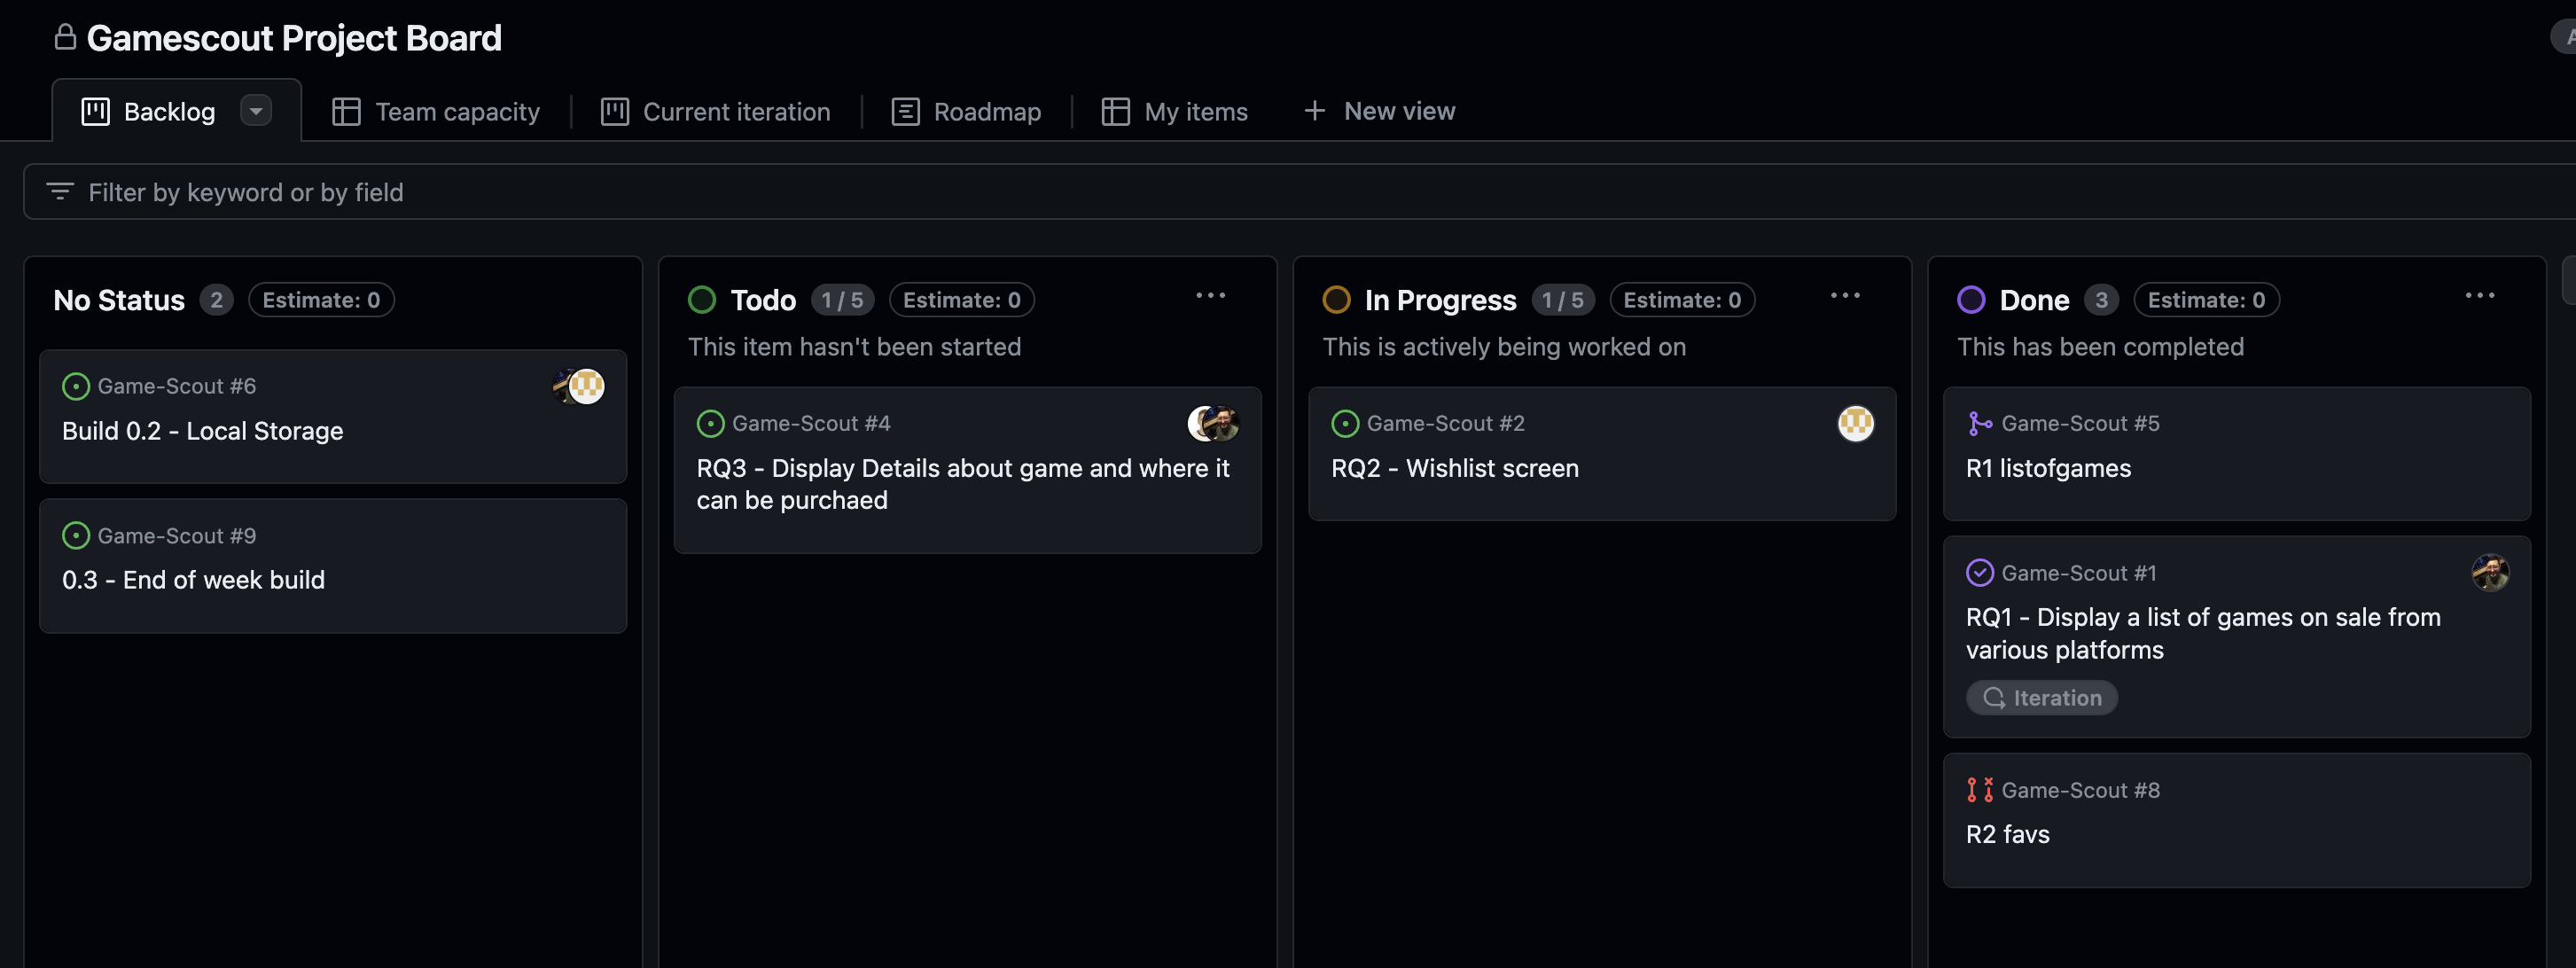 Gamescout Project Board
Backlog
Team capacity
Current iteration
Roadmap
My items
New view
Filter by keyword or by field
No Status 2 Estimate: 0
Game-Scout #6
Build 0.2 - Local Storage
Game-Scout #9
0.3 - End of week build
Todo 1 / 5 Estimate: 0
This item hasn't been started
Game-Scout #4
RQ3 - Display Details about game and where it
can be purchaed
In Progress 1 / 5 Estimate: 0
This is actively being worked on
Game-Scout #2
RQ2 - Wishlist screen
Done 3 Estimate: 0
This has been completed
Game-Scout #5
R1 listofgames
Game-Scout #1
RQ1 - Display a list of games on sale from
various platforms
Iteration
Game-Scout #8
R2 favs